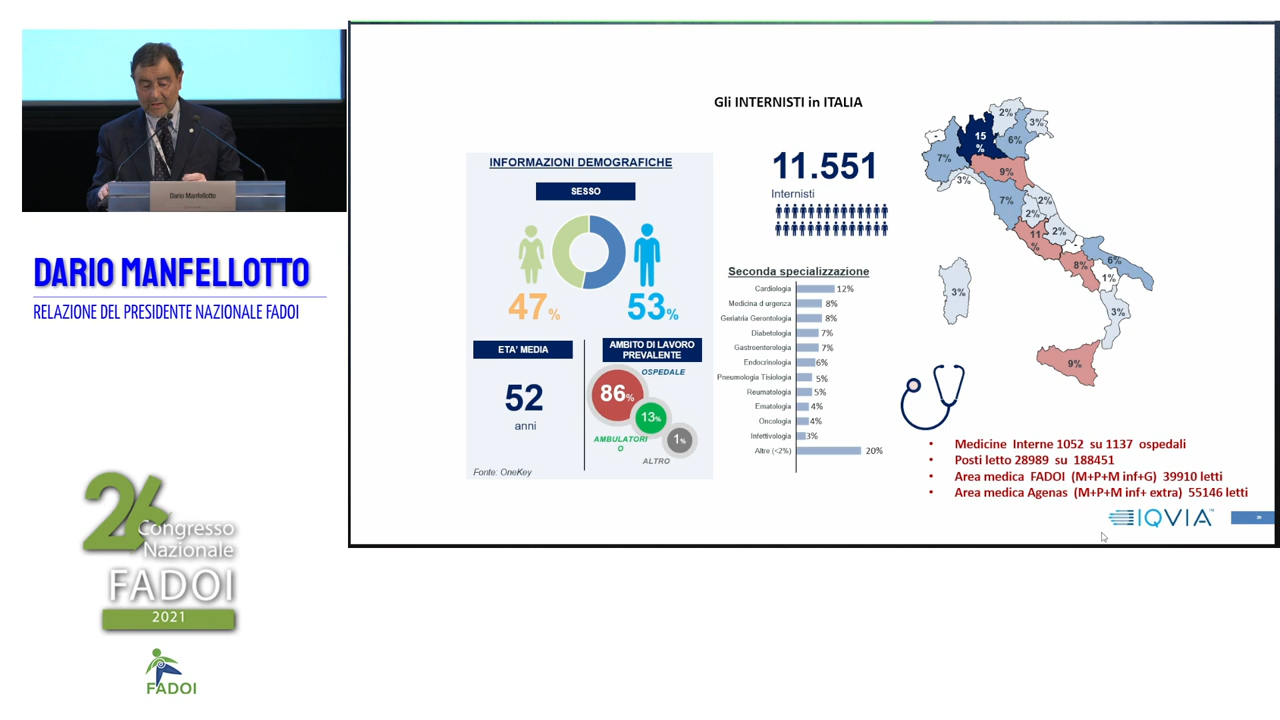 Dario Manfellotto
DARIO MANFELLOTTO
RELAZIONE DEL PRESIDENTE NAZIONALE FADOI
26
Congresso
Nazionale
FADOI
2021
FADOI
Gli INTERNISTI in ITALIA
INFORMAZIONI DEMOGRAFICHE
SESSO
47%
53%
ETA' MEDIA
52
anni
AMBITO DI LAVORO
PREVALENTE
OSPEDALE
86%
13%
AMBULATORI
O
1%
ALTRO
Fonte: OneKey
11.551
Internisti
Seconda specializzazione
Cardiologia 12%
Medicina d urgenza 8%
Geriatria Gerontologia 8%
Diabetologia 7%
Gastroenterologia 7%
Endocrinologia 6%
Pneumologia Tisiologia 5%
Reumatologia 5%
Ematologia 4%
Oncologia 4%
Infettivologia 3%
Altre (<2%) 20%
2%
3%
15
%
6%
7%
3%
9%
7%
2%
2%
11
%
2%
8%
6%
1%
3%
3%
9%
• Medicine Interne 1052 su 1137 ospedali
• Posti letto 28989 su 188451
• Area medica FADOI (M+P+M inf+G) 39910 letti
• Area medica Agenas (M+P+M inf+ extra) 55146 letti
IQVIA™